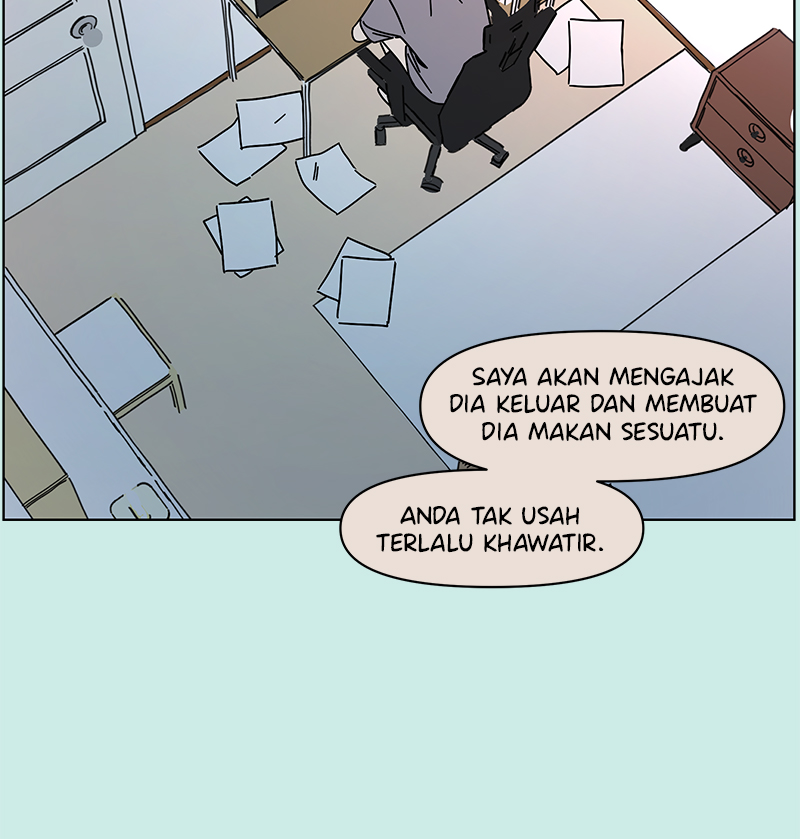 SAYA AKAN MENGAJAK
DIA KELUAR DAN MEMBUAT
DIA MAKAN SESUATU.
ANDA TAK USAH
TERLALU KHAWATIR.